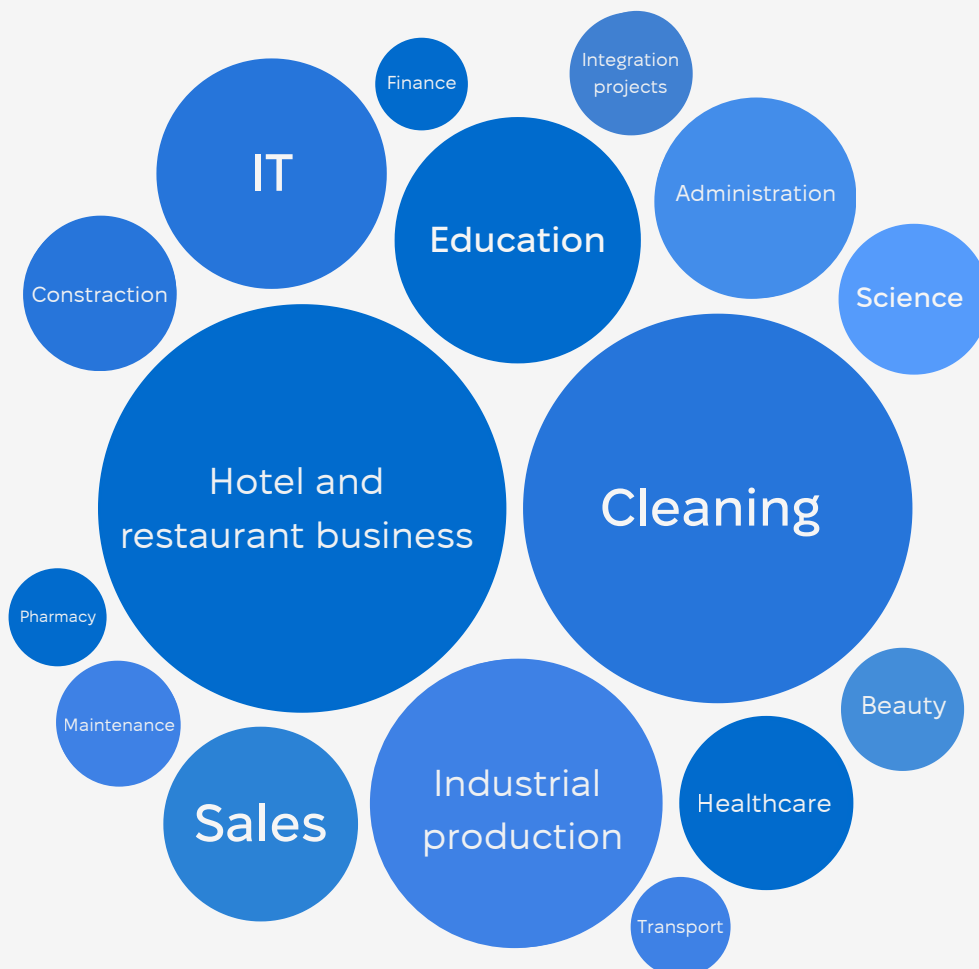 Integration
projects
Finance
IT
Administration
Education
Constraction
Science
Hotel and
restaurant business
Cleaning
Pharmacy
Maintenance
Beauty
Industrial
production
Sales
Healthcare
Transport